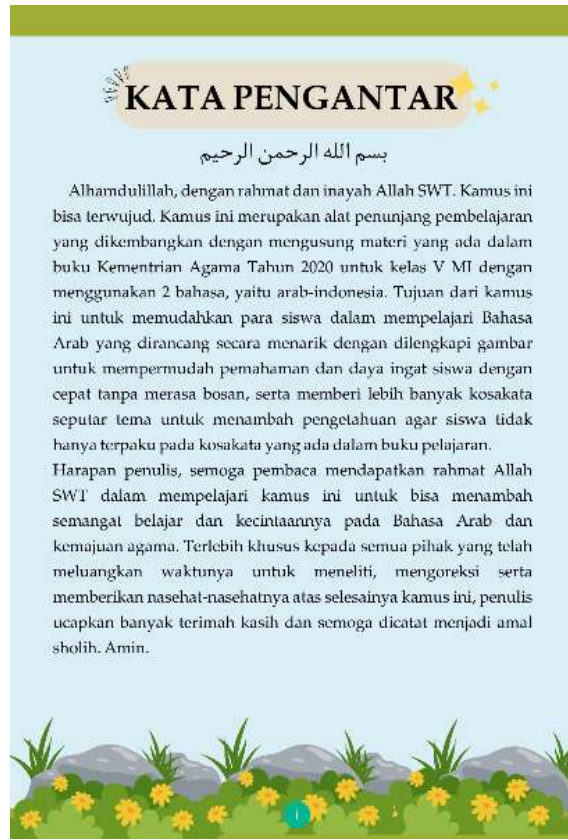 KATA PENGANTAR
بسم الله الرحمن الرحيم
Alhamdulillah, dengan rahmat dan inayah Allah SWT. Kamus ini
bisa terwujud. Kamus ini merupakan alat penunjang pembelajaran
yang dikembangkan dengan mengusung materi yang ada dalam
buku Kementrian Agama Tahun 2020 untuk kelas V MI dengan
menggunakan 2 bahasa, yaitu arab-indonesia. Tujuan dari kamus
ini untuk memudahkan para siswa dalam mempelajari Bahasa
Arab yang dirancang secara menarik dengan dilengkapi gambar
untuk mempermudah pemahaman dan daya ingat siswa dengan
cepat tanpa merasa bosan, serta memberi lebih banyak kosakata
seputar tema untuk menambah pengetahuan agar siswa tidak
hanya terpaku pada kosakata yang ada dalam buku pelajaran.
Harapan penulis, semoga pembaca mendapatkan rahmat Allah
SWT dalam mempelajari kamus ini untuk bisa menambah
semangat belajar dan kecintaannya pada Bahasa Arab dan
kemajuan agama. Terlebih khusus kepada semua pihak yang telah
meluangkan waktunya untuk meneliti, mengoreksi serta
memberikan nasehat-nasehatnya atas selesainya kamus ini, penulis
ucapkan banyak terimah kasih dan semoga dicatat menjadi amal
sholih. Amin.
i